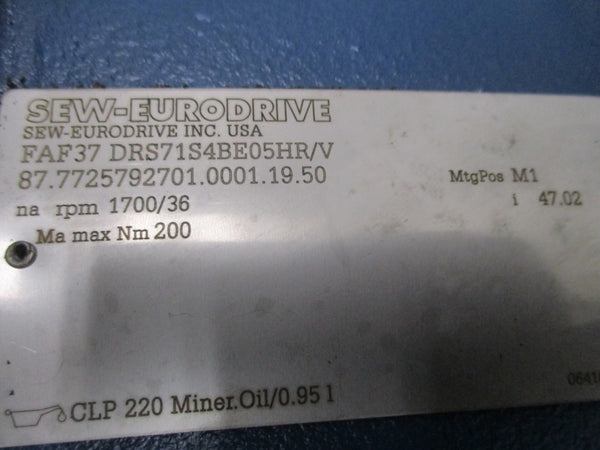 SEW-EURODRIVE
SEW-EURODRIVE INC. USA
FAF37 DRS71S4BE05HR/V
87.7725792701.0001.19.50
MtgPos M1
na rpm 1700/36
i 47.02
Ma max Nm 200
CLP 220 Miner.Oil/0.95 l